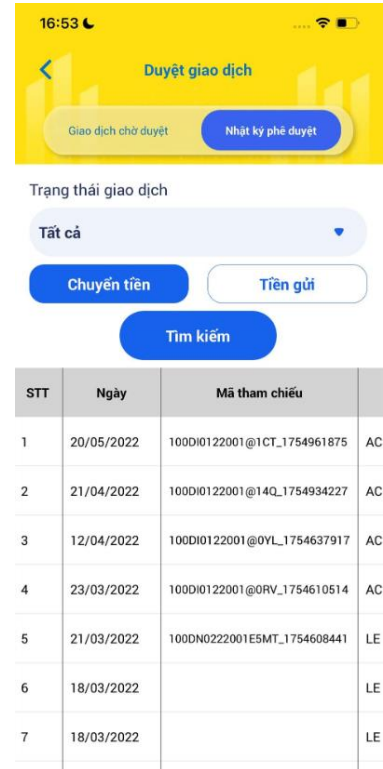 16:53
Duyệt giao dịch
Giao dịch chờ duyệt Nhật ký phê duyệt
Trạng thái giao dịch
Tất cả
Chuyển tiền Tiền gửi
Tìm kiếm
STT Ngày Mã tham chiếu
1 20/05/2022 100DI0122001@1CT_1754961875 AC
2 21/04/2022 100DI0122001@14Q_1754934227 AC
3 12/04/2022 100DI0122001@0YL_1754637917 AC
4 23/03/2022 100DI0122001@0RV_1754610514 AC
5 21/03/2022 100DN0222001E5MT_1754608441 LE
6 18/03/2022 LE
7 18/03/2022 LE